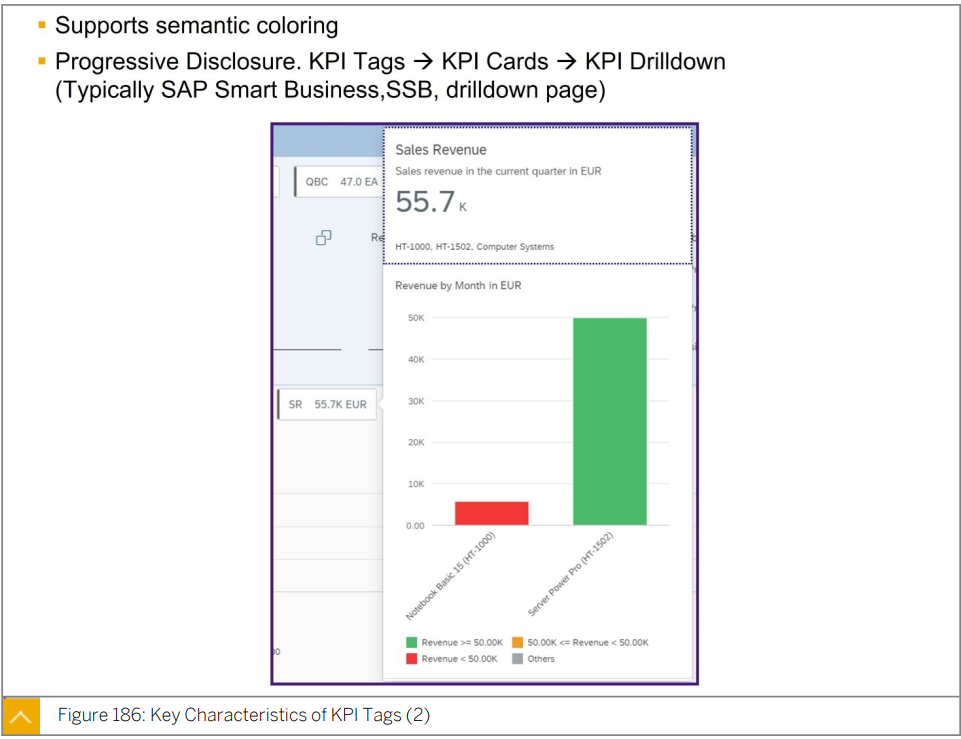 Supports semantic coloring
Progressive Disclosure. KPI Tags → KPI Cards → KPI Drilldown
(Typically SAP Smart Business,SSB, drilldown page)
Sales Revenue
Sales revenue in the current quarter in EUR
QBC 47.0 EA
55.7 K
Re
HT-1000, HT-1502, Computer Systems
Revenue by Month in EUR
50K
40K
30K
SR 55.7K EUR
20K
10K
0.00
Notebook Basic 15 (HT-1000)
Server Power Pro (HT-1502)
Revenue >= 50.00K 50.00K <= Revenue < 50.00K
Revenue < 50.00K Others
Figure 186: Key Characteristics of KPI Tags (2)